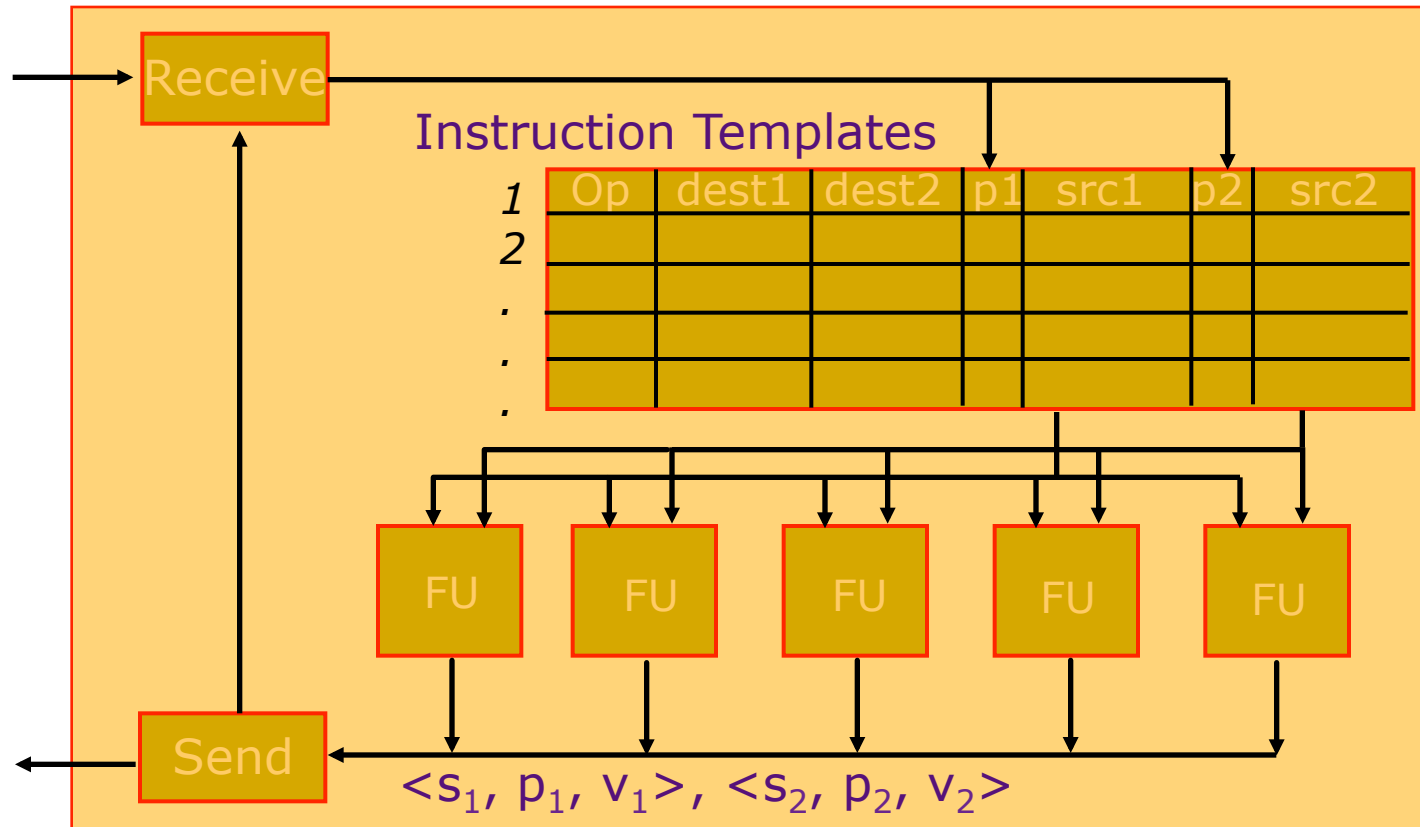 Receive
Instruction Templates
1 Op dest1 dest2 p1 src1 p2 src2
2
.
.
.
FU FU FU FU FU
Send
<s₁, p₁, v₁>, <s₂, p₂, v₂>